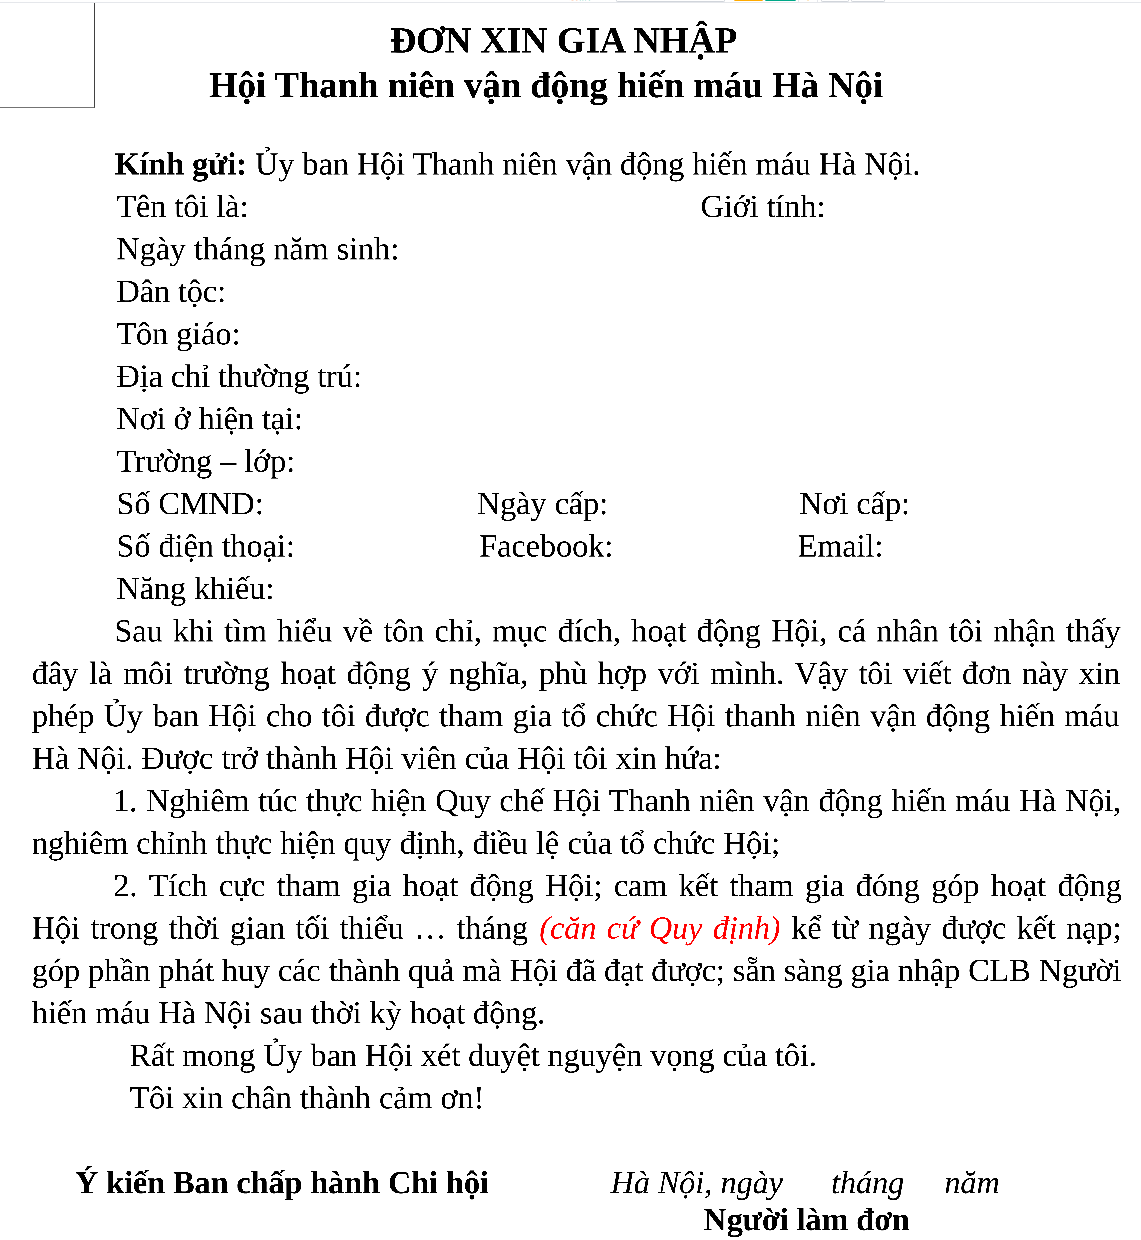 ĐƠN XIN GIA NHẬP
Hội Thanh niên vận động hiến máu Hà Nội
Kính gửi: Ủy ban Hội Thanh niên vận động hiến máu Hà Nội.
Tên tôi là: Giới tính:
Ngày tháng năm sinh:
Dân tộc:
Tôn giáo:
Địa chỉ thường trú:
Nơi ở hiện tại:
Trường – lớp:
Số CMND: Ngày cấp: Nơi cấp:
Số điện thoại: Facebook: Email:
Năng khiếu:
Sau khi tìm hiểu về tôn chỉ, mục đích, hoạt động Hội, cá nhân tôi nhận thấy
đây là môi trường hoạt động ý nghĩa, phù hợp với mình. Vậy tôi viết đơn này xin
phép Ủy ban Hội cho tôi được tham gia tổ chức Hội thanh niên vận động hiến máu
Hà Nội. Được trở thành Hội viên của Hội tôi xin hứa:
1. Nghiêm túc thực hiện Quy chế Hội Thanh niên vận động hiến máu Hà Nội,
nghiêm chỉnh thực hiện quy định, điều lệ của tổ chức Hội;
2. Tích cực tham gia hoạt động Hội; cam kết tham gia đóng góp hoạt động
Hội trong thời gian tối thiểu … tháng (căn cứ Quy định) kể từ ngày được kết nạp;
góp phần phát huy các thành quả mà Hội đã đạt được; sẵn sàng gia nhập CLB Người
hiến máu Hà Nội sau thời kỳ hoạt động.
Rất mong Ủy ban Hội xét duyệt nguyện vọng của tôi.
Tôi xin chân thành cảm ơn!
Ý kiến Ban chấp hành Chi hội Hà Nội, ngày tháng năm
Người làm đơn